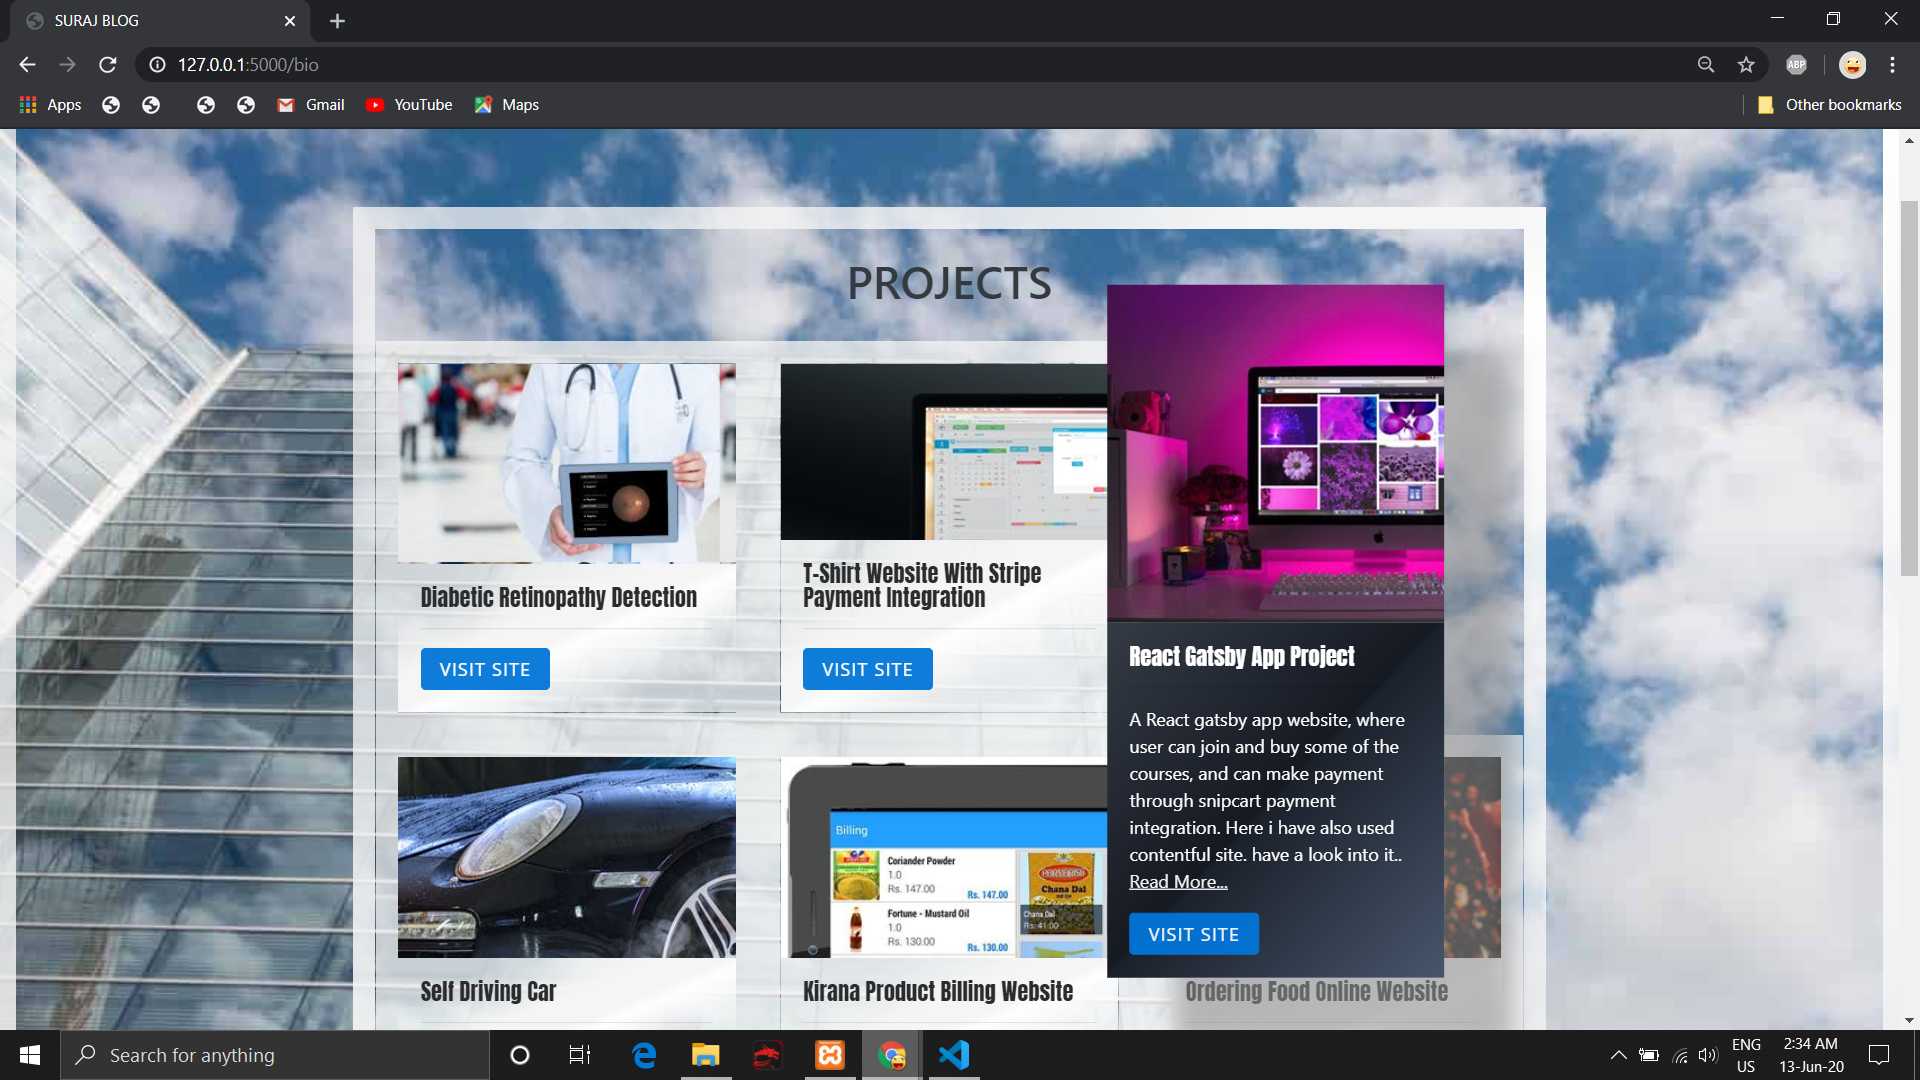 SURAJ BLOG
127.0.0.1:5000/bio
ABP
Apps
Gmail
YouTube
Maps
Other bookmarks
PROJECTS
Diabetic Retinopathy Detection
VISIT SITE
T-Shirt Website With Stripe
Payment Integration
VISIT SITE
React Gatsby App Project
A React gatsby app website, where
user can join and buy some of the
courses, and can make payment
through snipcart payment
integration. Here i have also used
contentful site. have a look into it..
Read More...
VISIT SITE
Self Driving Car
Billing
Coriander Powder
1.0
Rs. 147.00
Rs. 147.00
Fortune - Mustard Oil
1.0
Rs. 130.00
Rs. 130.00
Chana Dal
Rs. 41.00
Kirana Product Billing Website
Ordering Food Online Website
Search for anything
ENG
US
2:34 AM
13-Jun-20